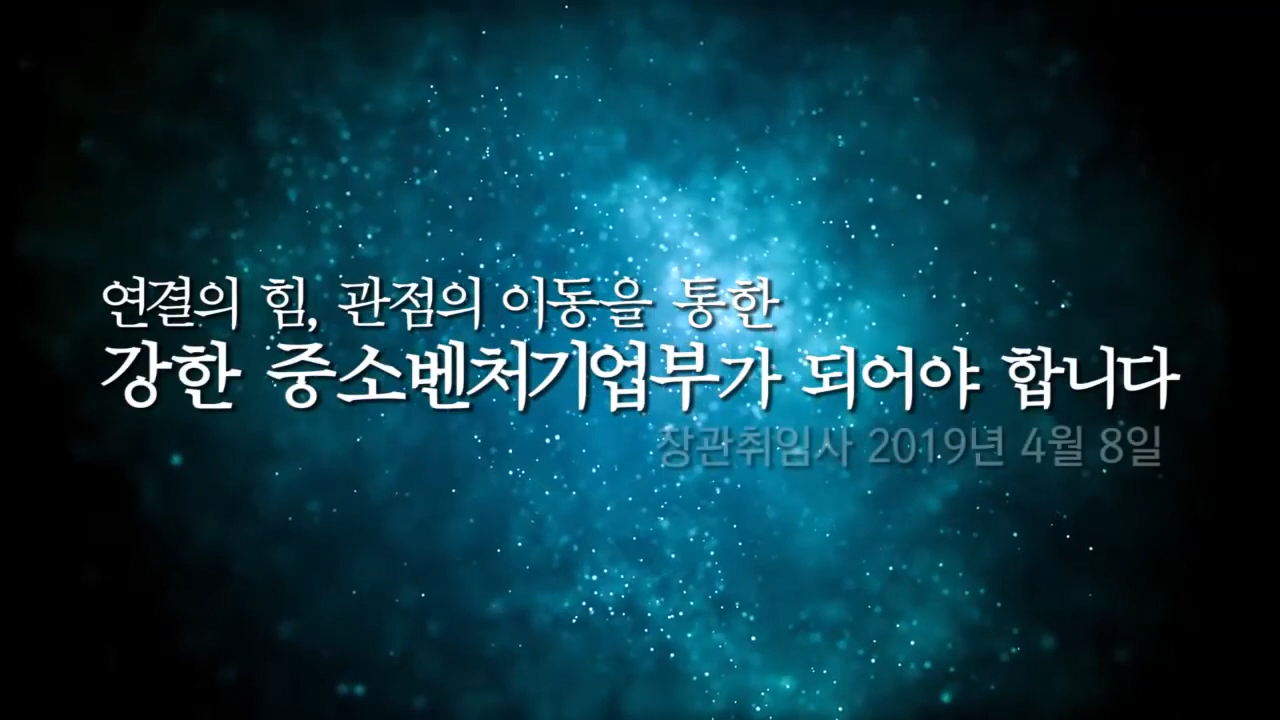 연결의 힘, 관점의 이동을 통한
강한 중소벤처기업부가 되어야 합니다
장관취임사 2019년 4월 8일